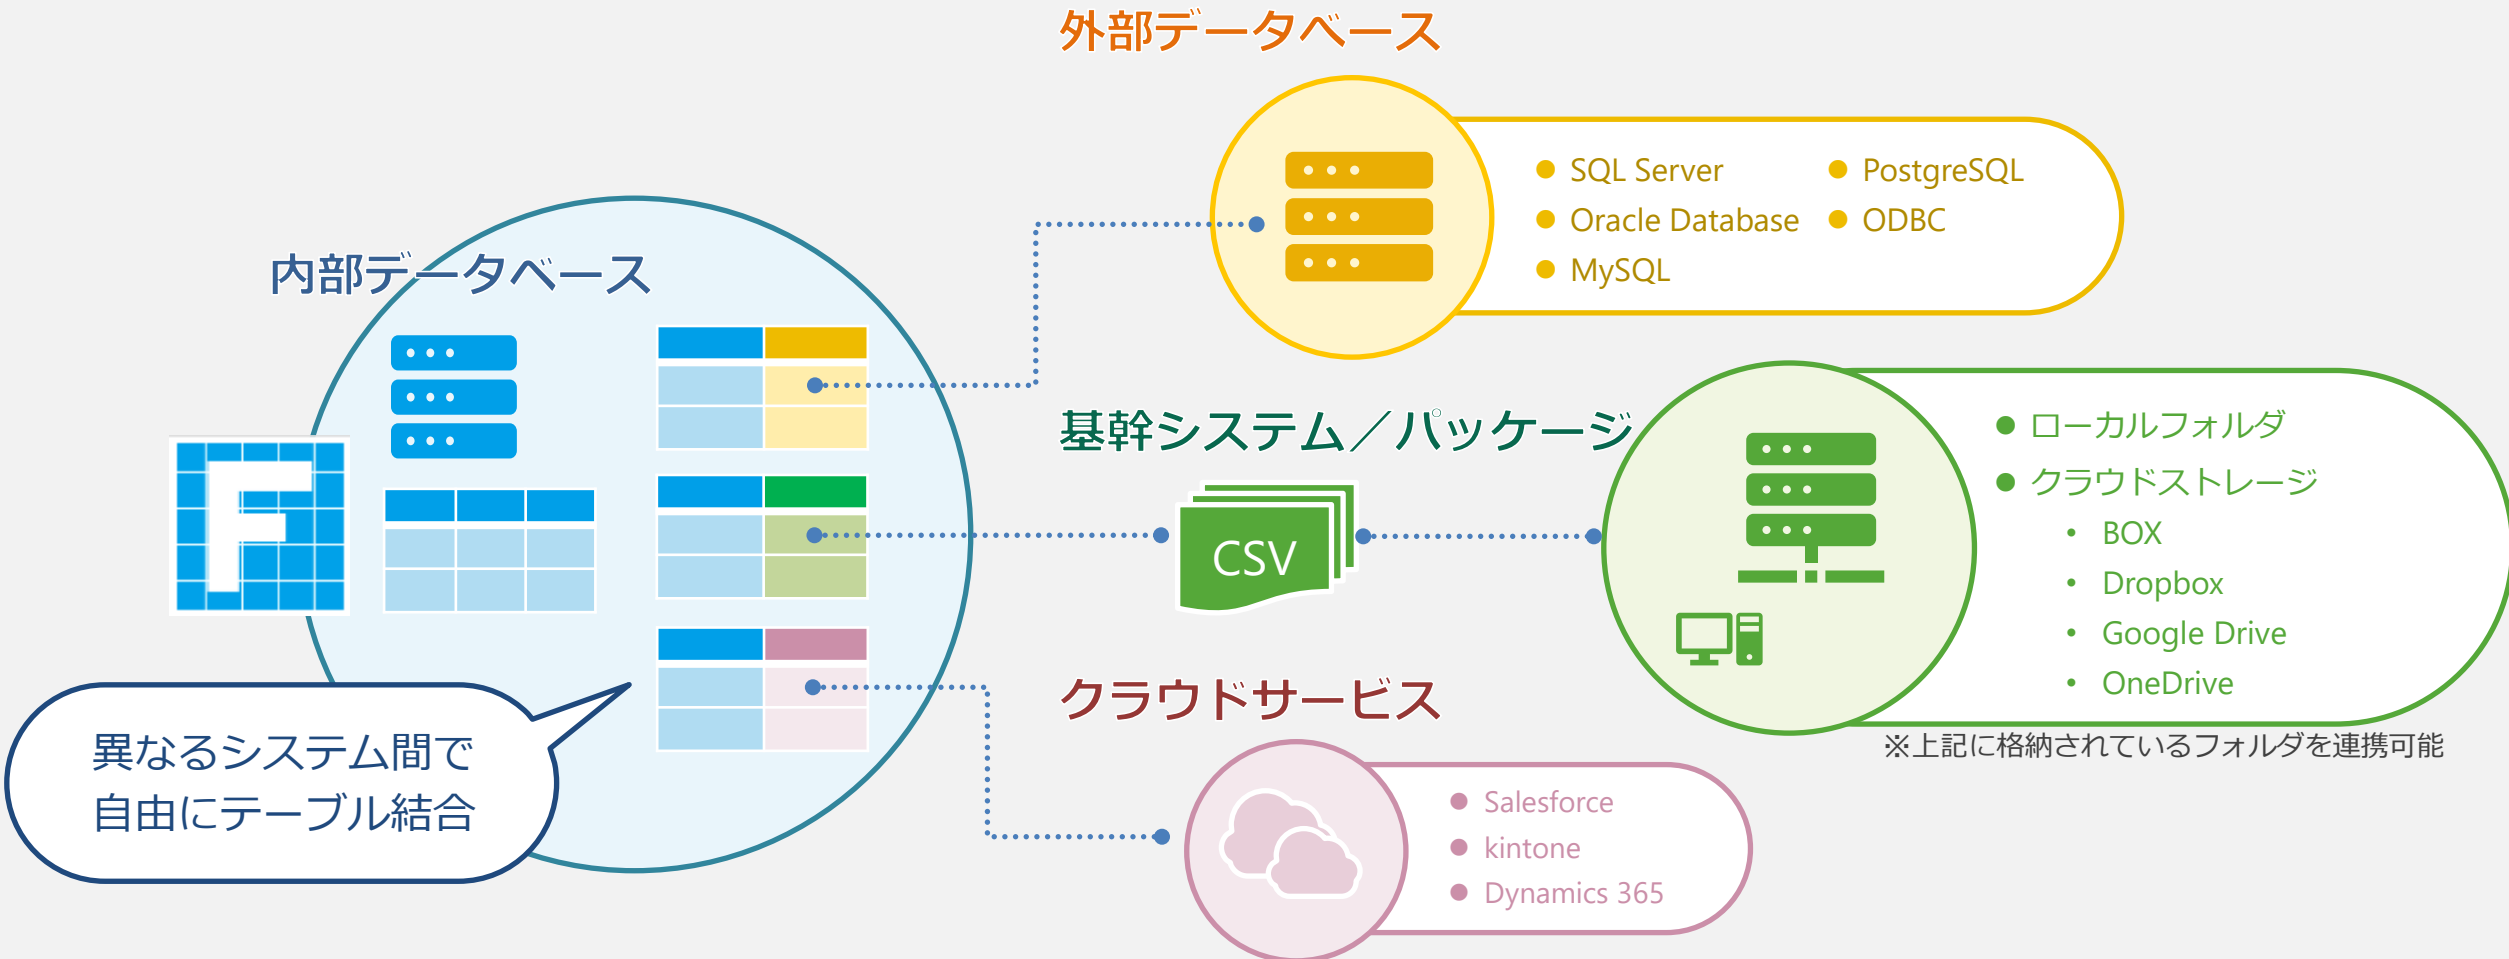 外部データベース
SQL Server
Oracle Database
MySQL
PostgreSQL
ODBC
内部データベース
F
異なるシステム間で
自由にテーブル結合
基幹システム／パッケージ
CSV
ローカルフォルダ
クラウドストレージ
BOX
Dropbox
Google Drive
OneDrive
※上記に格納されているフォルダを連携可能
クラウドサービス
Salesforce
kintone
Dynamics 365